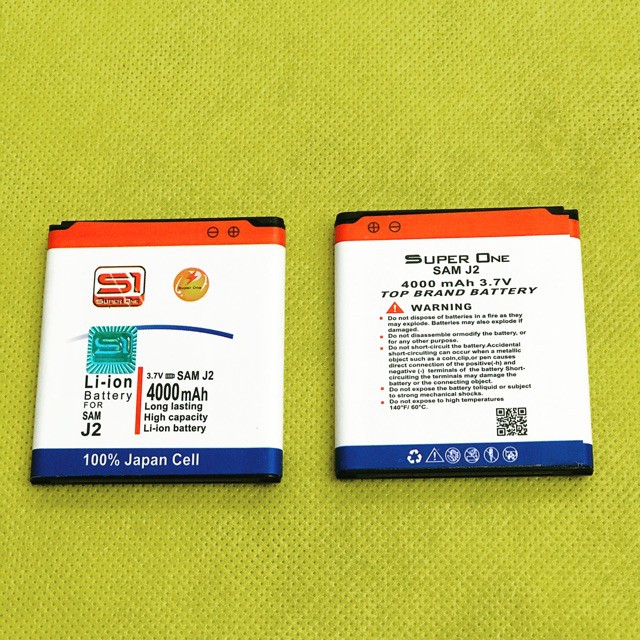 S1
SUPER ONE
Super One
S1
Li-ion
Battery
FOR
SAM
J2
3.7V SAM J2
4000mAh
Long lasting
High capacity
Li-ion battery
100% Japan Cell
SUPER ONE
SAM J2
4000 mAh 3.7V
TOP BRAND BATTERY
WARNING
Do not dispose of batteries in a fire as they
may explode. Batteries may also explode if
damaged.
Do not disassemble ormodify the battery, or
for any other purpose.
Do not short-circuit the battery.Accidental
short-circuiting can occur when a metallic
object such as a coin,clip,or pen causes
direct connection of the positive(-h) and
negative (-) terminals of the battery Short-
circuiting the terminals may damage the
battery or the connecting object.
Do not expose the battery toliquid or subject
to strong mechanical shocks.
Do not expose to high temperatures
140°F/ 60°C.